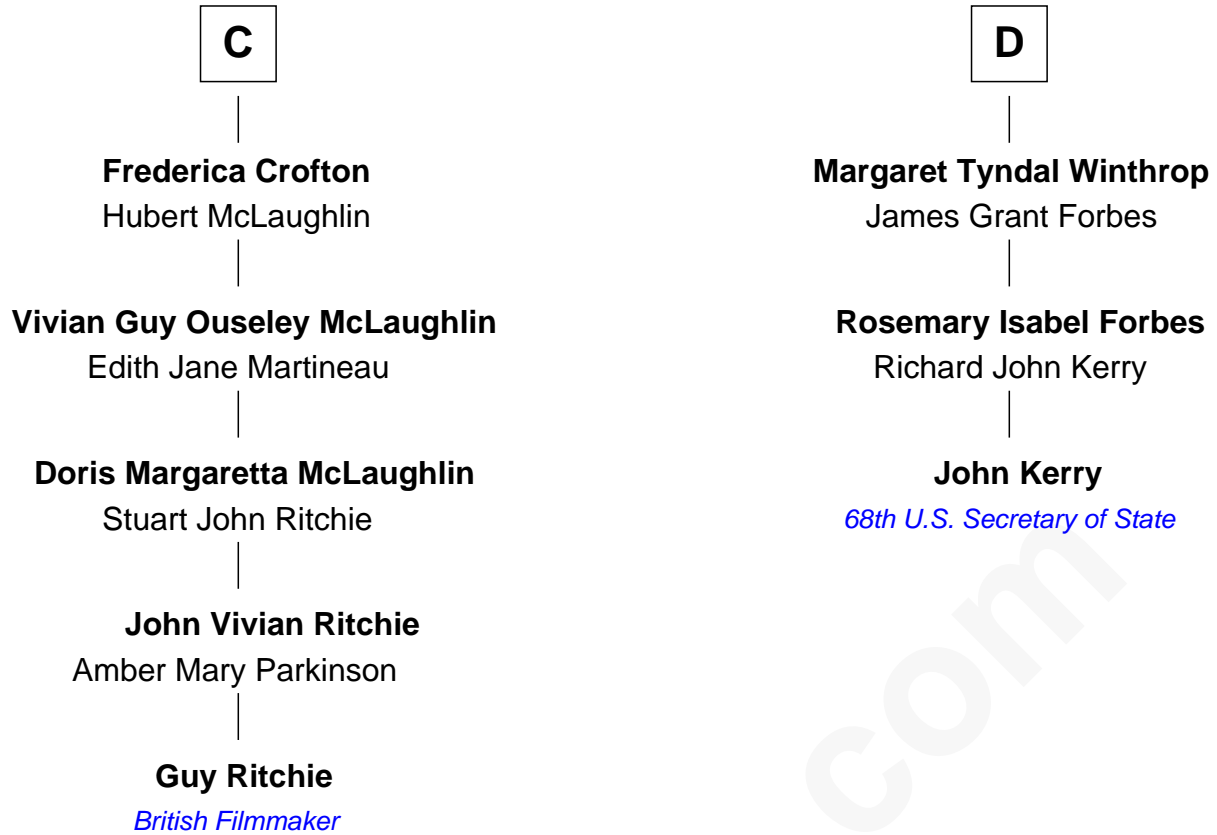 C
Frederica Crofton
Hubert McLaughlin
Vivian Guy Ouseley McLaughlin
Edith Jane Martineau
Doris Margaretta McLaughlin
Stuart John Ritchie
John Vivian Ritchie
Amber Mary Parkinson
Guy Ritchie
British Filmmaker
D
Margaret Tyndal Winthrop
James Grant Forbes
Rosemary Isabel Forbes
Richard John Kerry
John Kerry
68th U.S. Secretary of State
com